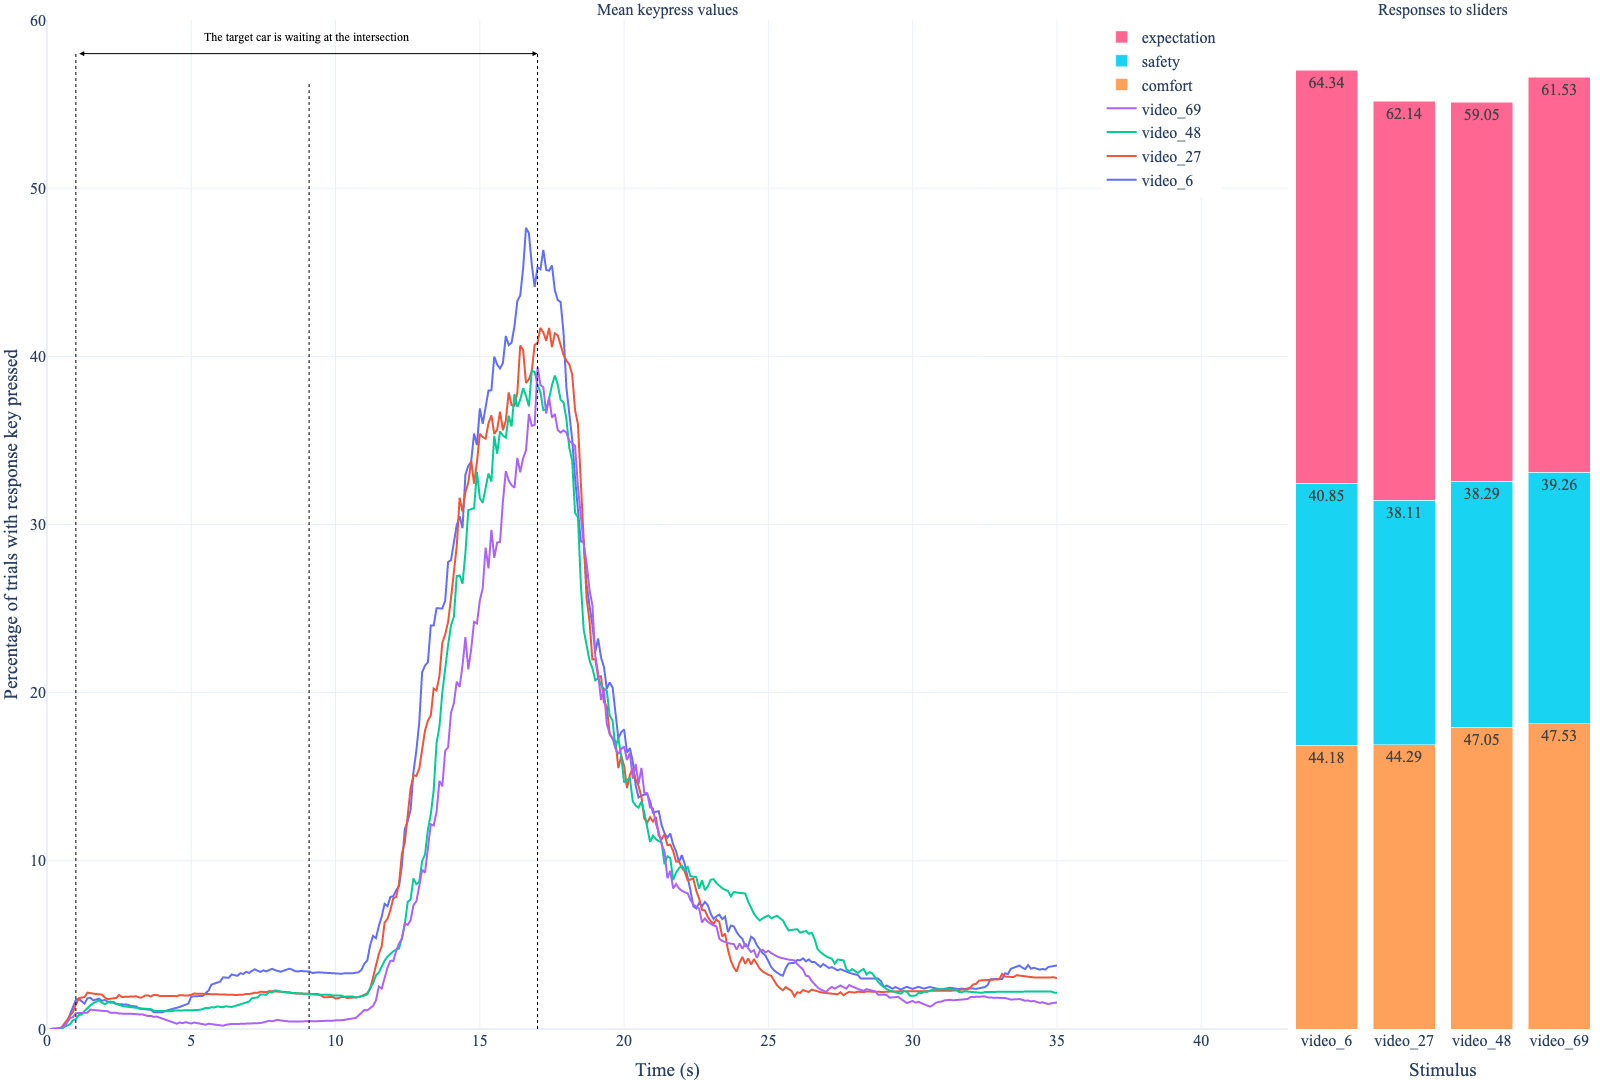 Mean keypress values
Responses to sliders
Percentage of trials with response key pressed
60
50
40
30
20
10
0
The target car is waiting at the intersection
expectation
safety
comfort
video_69
video_48
video_27
video_6
0 5 10 15 20 25 30 35 40
Time (s)
64.34 62.14 59.05 61.53
40.85 38.11 38.29 39.26
44.18 44.29 47.05 47.53
video_6 video_27 video_48 video_69
Stimulus